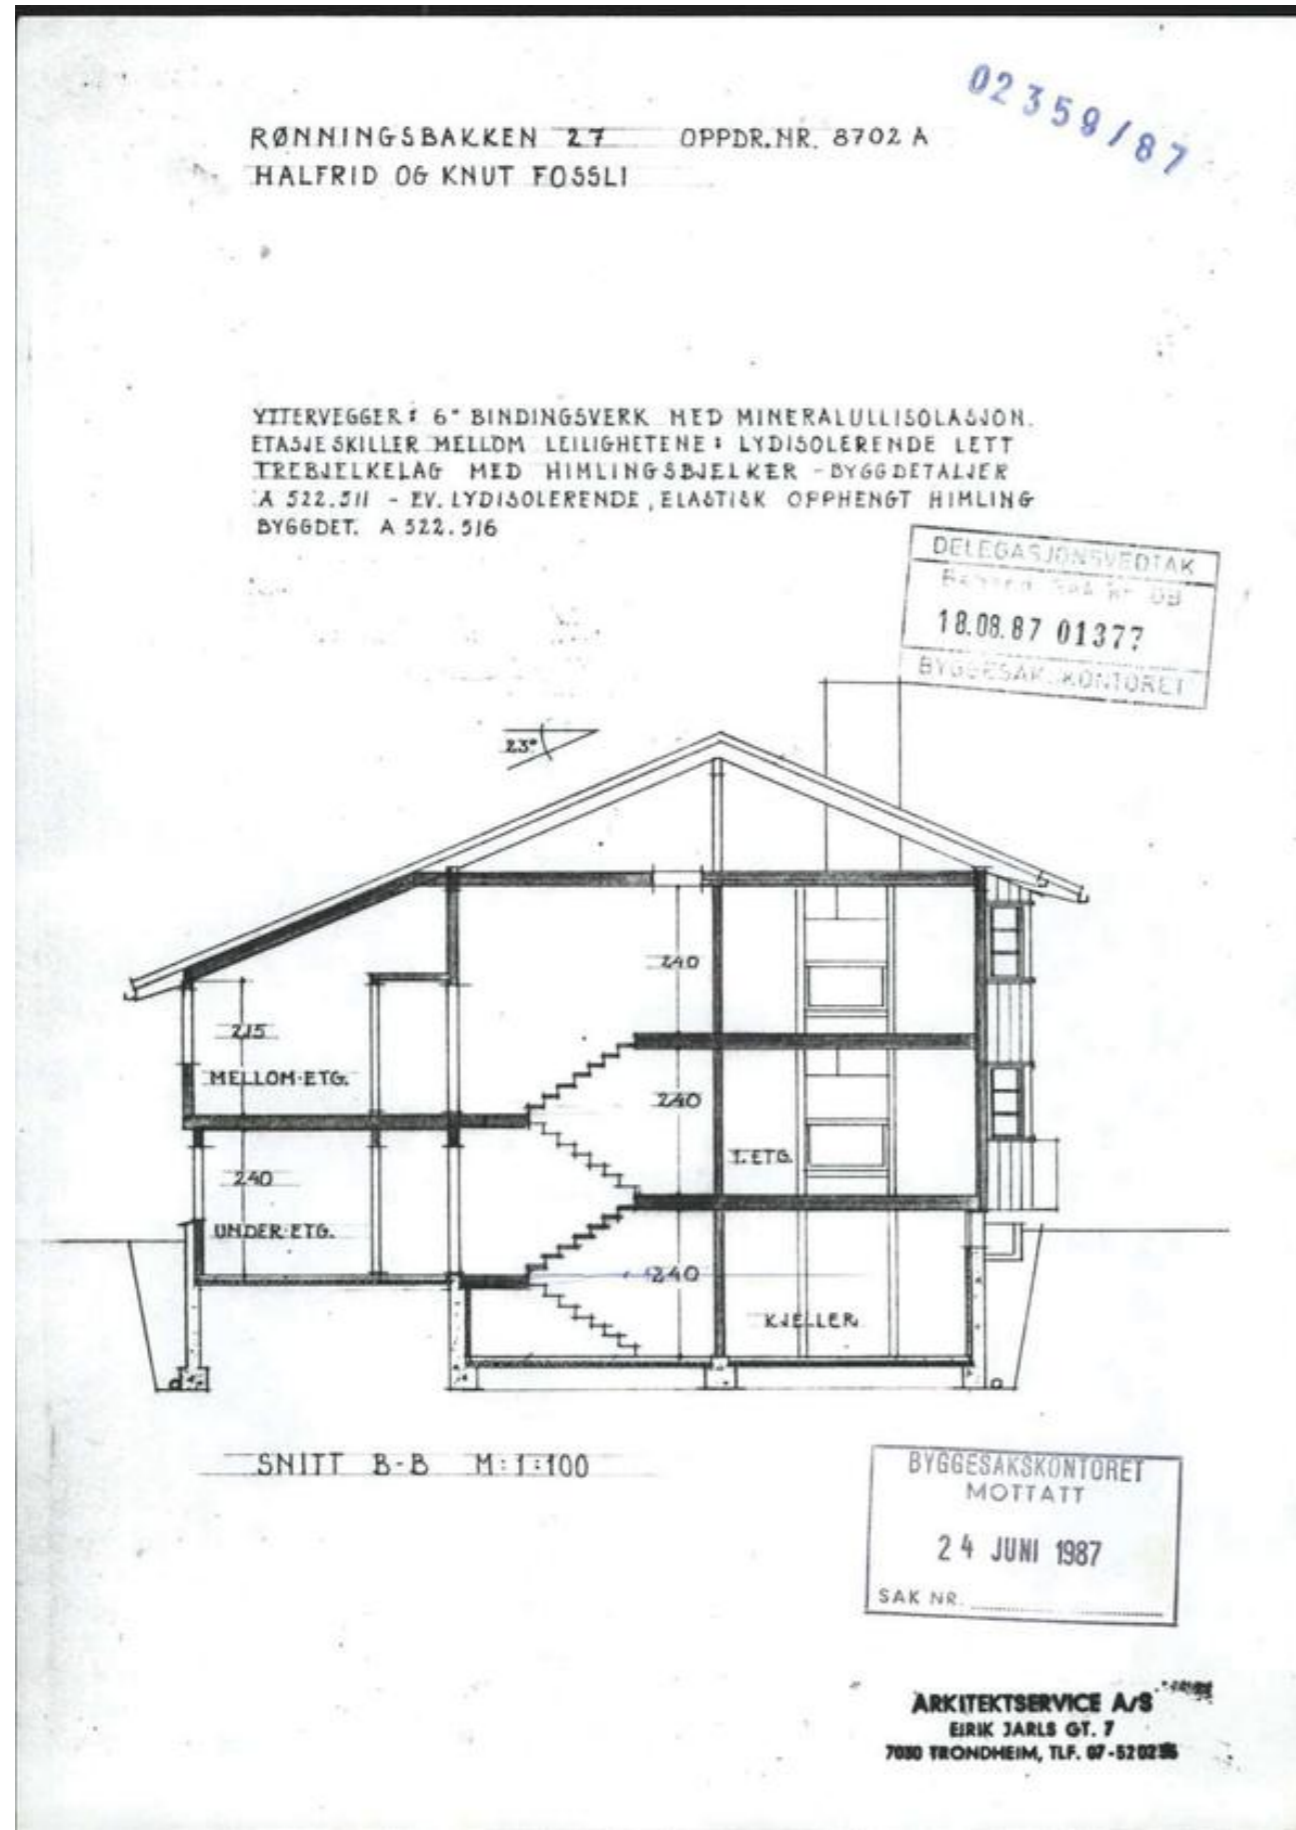 02359/87
RØNNINGSBAKKEN 27 OPPDR.NR. 8702 A
HALFRID OG KNUT FOSSLI
YTTERVEGGER: 6" BINDINGSVERK MED MINERALULLISOLASJON.
ETASJESKILLER MELLOM LEILIGHETENE: LYDISOLERENDE LETT
TREBJELKELAG MED HIMLINGSBJELKER - BYGGDETALJER
A 522.511 - EV. LYDISOLERENDE, ELASTISK OPPHENGT HIMLING
BYGGDET. A 522.516
DELEGASJONSVEDTAK
18.08.87 01377
BYGGESAKSKONTORET
23°
240
215
MELLOM·ETG.
240
1. ETG.
240
UNDER·ETG.
240
KJELLER
SNITT B-B M:1:100
BYGGESAKSKONTORET
MOTTATT
24 JUNI 1987
SAK NR.
ARKITEKTSERVICE A/S
EIRIK JARLS GT. 7
7030 TRONDHEIM, TLF.